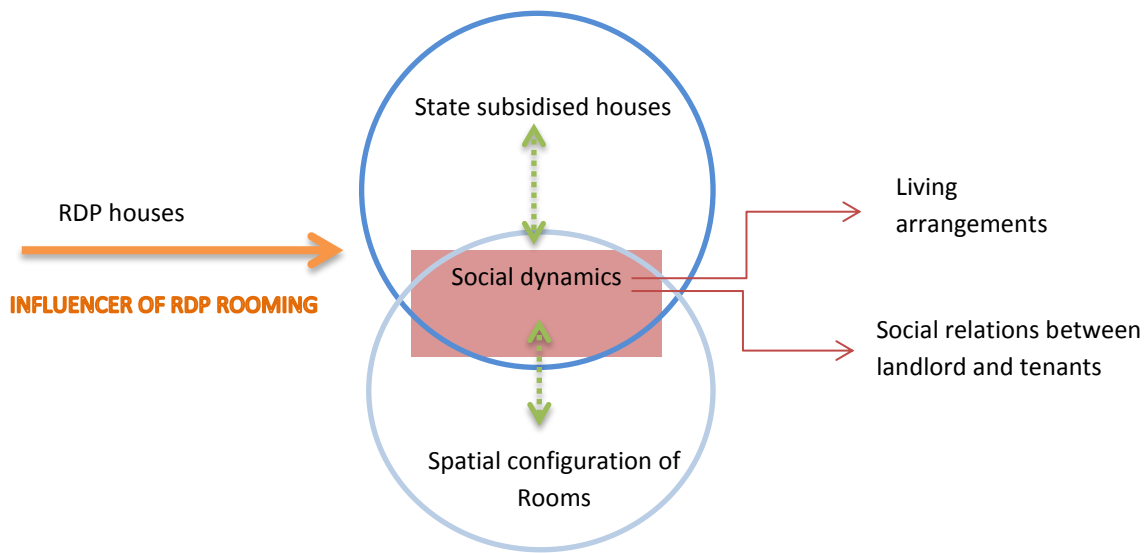 RDP houses
INFLUENCER OF RDP ROOMING
State subsidised houses
Social dynamics
Spatial configuration of
Rooms
Living
arrangements
Social relations between
landlord and tenants